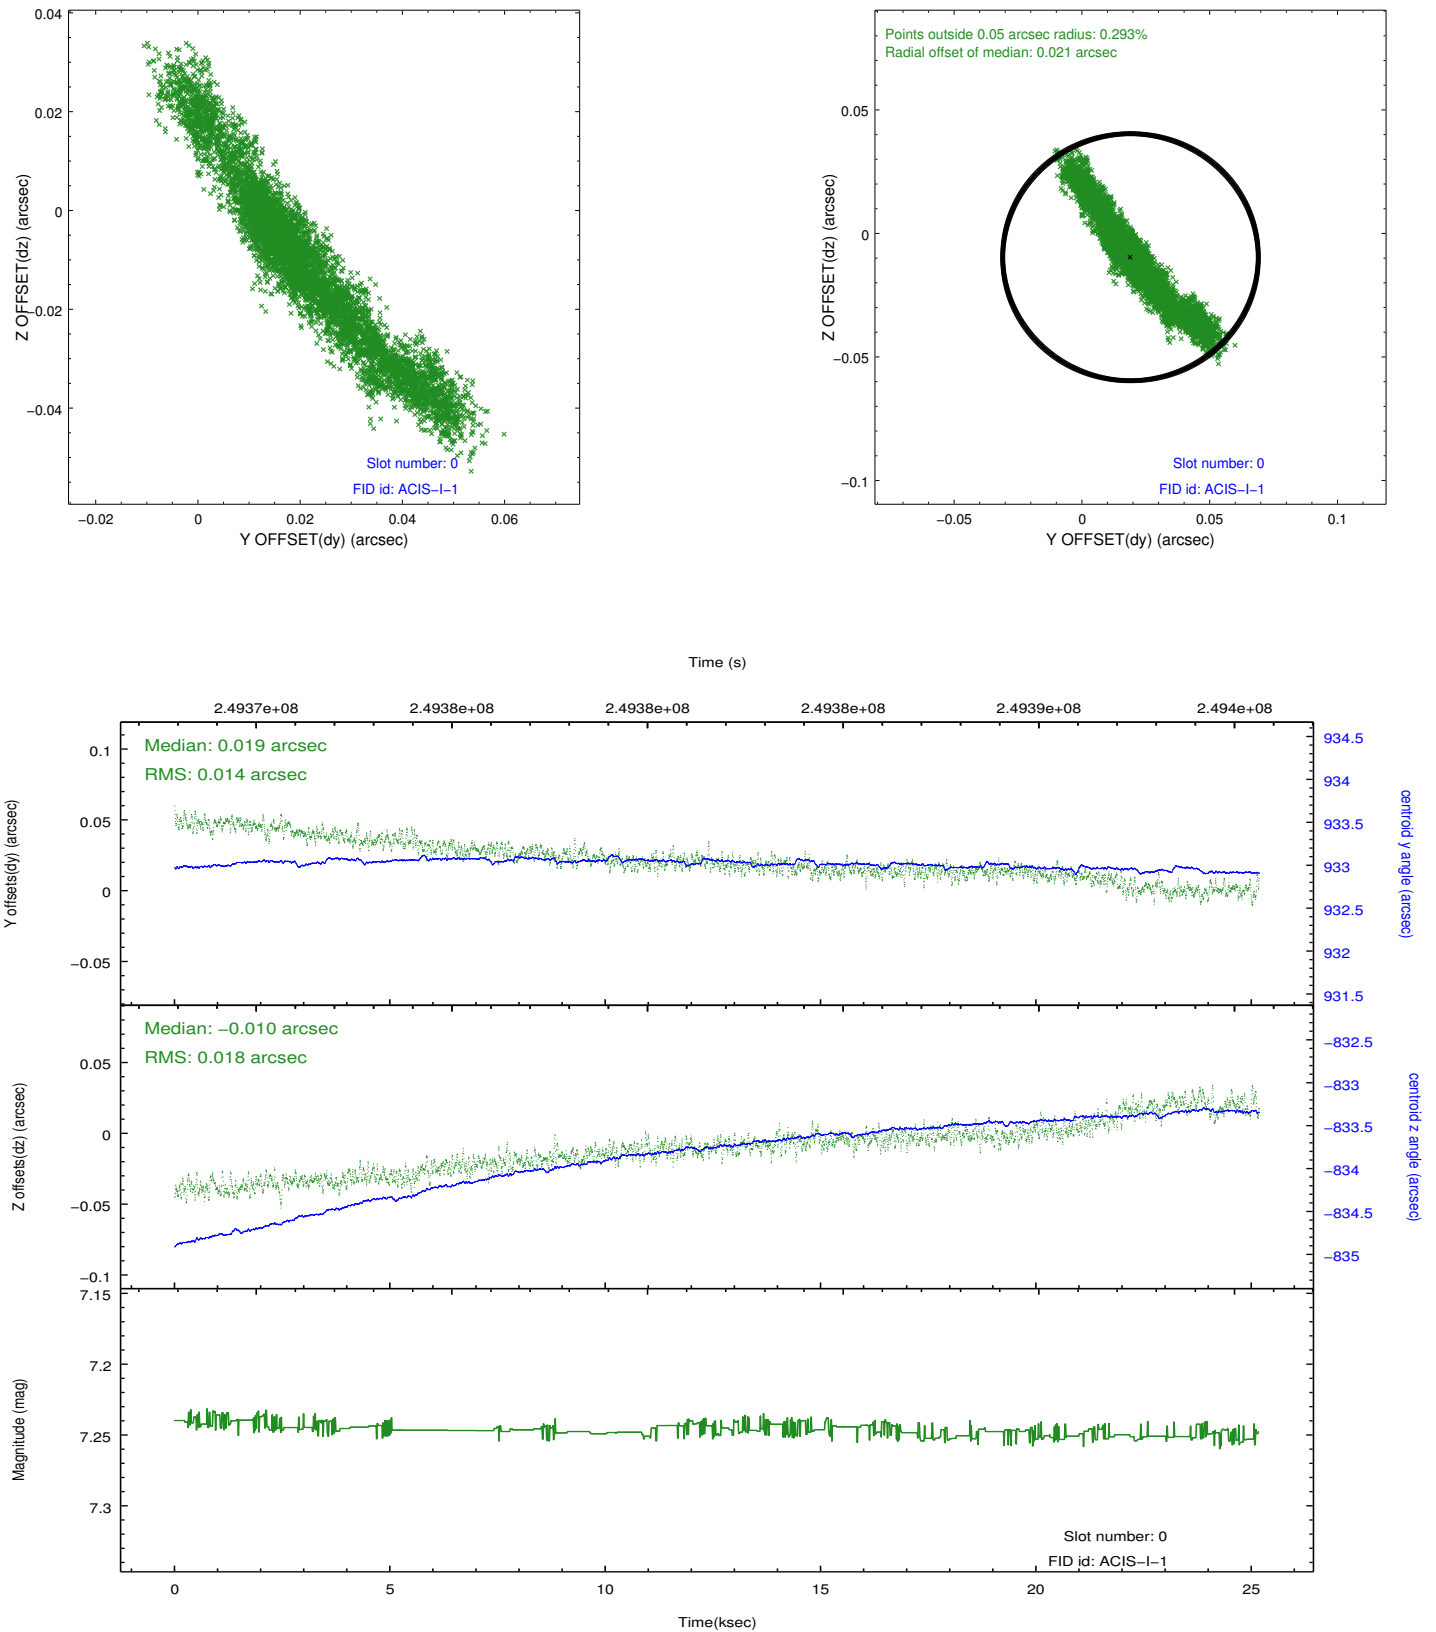 0.04
0.02
0
−0.02
−0.04
Z OFFSET(dz) (arcsec)
Slot number: 0
FID id: ACIS−I−1
−0.02
0
0.02
0.04
0.06
Y OFFSET(dy) (arcsec)
Points outside 0.05 arcsec radius: 0.293%
Radial offset of median: 0.021 arcsec
0.05
0
−0.05
−0.1
Z OFFSET(dz) (arcsec)
Slot number: 0
FID id: ACIS−I−1
−0.05
0
0.05
0.1
Y OFFSET(dy) (arcsec)
Time (s)
2.4937e+08
2.4938e+08
2.4938e+08
2.4938e+08
2.4939e+08
2.494e+08
Median: 0.019 arcsec
RMS: 0.014 arcsec
0.1
0.05
0
−0.05
Y offsets(dy) (arcsec)
934.5
934
933.5
933
932.5
932
931.5
centroid y angle (arcsec)
Median: −0.010 arcsec
RMS: 0.018 arcsec
0.05
0
−0.05
−0.1
Z offsets(dz) (arcsec)
−832.5
−833
−833.5
−834
−834.5
−835
centroid z angle (arcsec)
7.15
7.2
7.25
7.3
Magnitude (mag)
Slot number: 0
FID id: ACIS−I−1
0
5
10
15
20
25
Time(ksec)